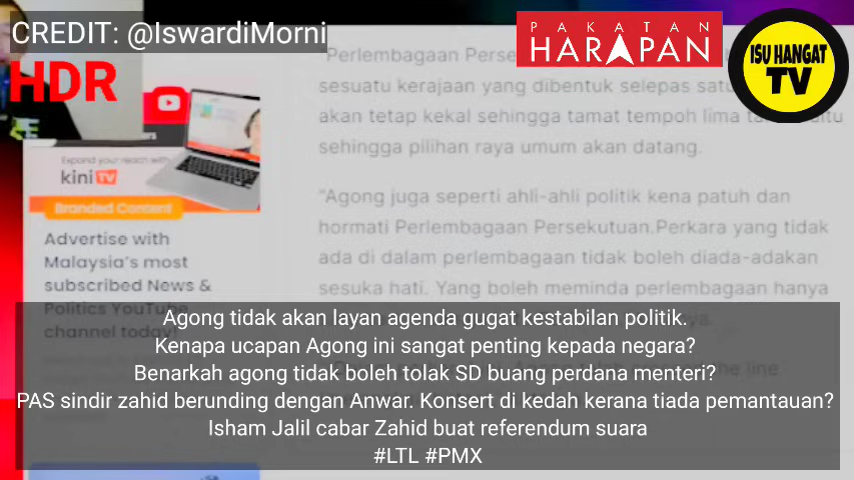 CREDIT: @IswardiMorni
HDR
PAKATAN
HARAPAN
ISU HANGAT
TV
Perlembagaan
sesuatu kerajaan yang dibentuk selepas
akan tetap kekal sehingga tamat tempoh lima
sehingga pilihan raya umum akan datang.
Expand your reach with
kini TV
Branded Content
Advertise with
Malaysia's most
subscribed News &
Politics YouTube
channel today!
"Agong juga seperti ahli-ahli politik kena patuh dan
hormati Perlembagaan Persekutuan.Perkara yang tidak
ada di dalam perlembagaan tidak boleh diada-adakan
sesuka hati. Yang boleh meminda perlembagaan hanya
Agong tidak akan layan agenda gugat kestabilan politik.
Kenapa ucapan Agong ini sangat penting kepada negara?
Benarkah agong tidak boleh tolak SD buang perdana menteri?
PAS sindir zahid berunding dengan Anwar. Konsert di kedah kerana tiada pemantauan?
Isham Jalil cabar Zahid buat referendum suara
#LTL #PMX